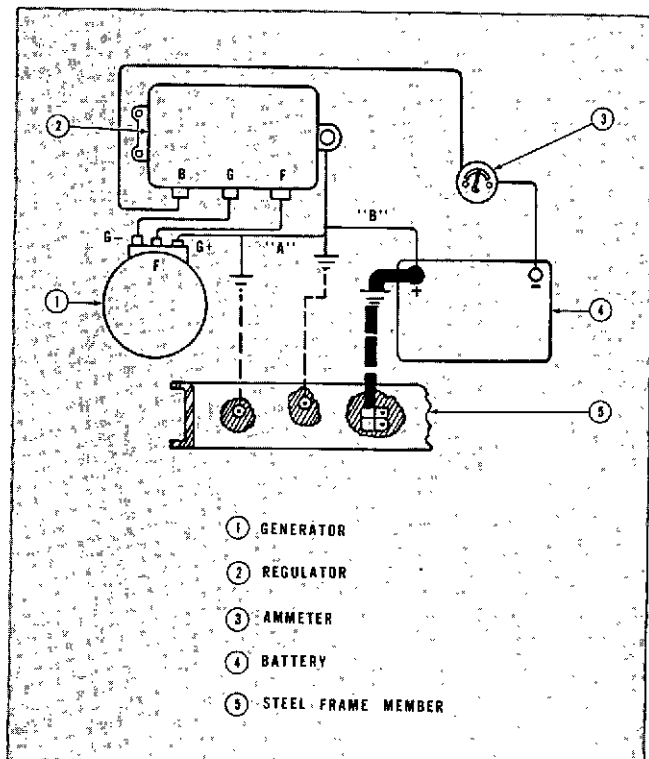 2
3
B G F
"B"
G- F G+ "A"
+ -
1
4
5
1 GENERATOR
2 REGULATOR
3 AMMETER
4 BATTERY
5 STEEL FRAME MEMBER